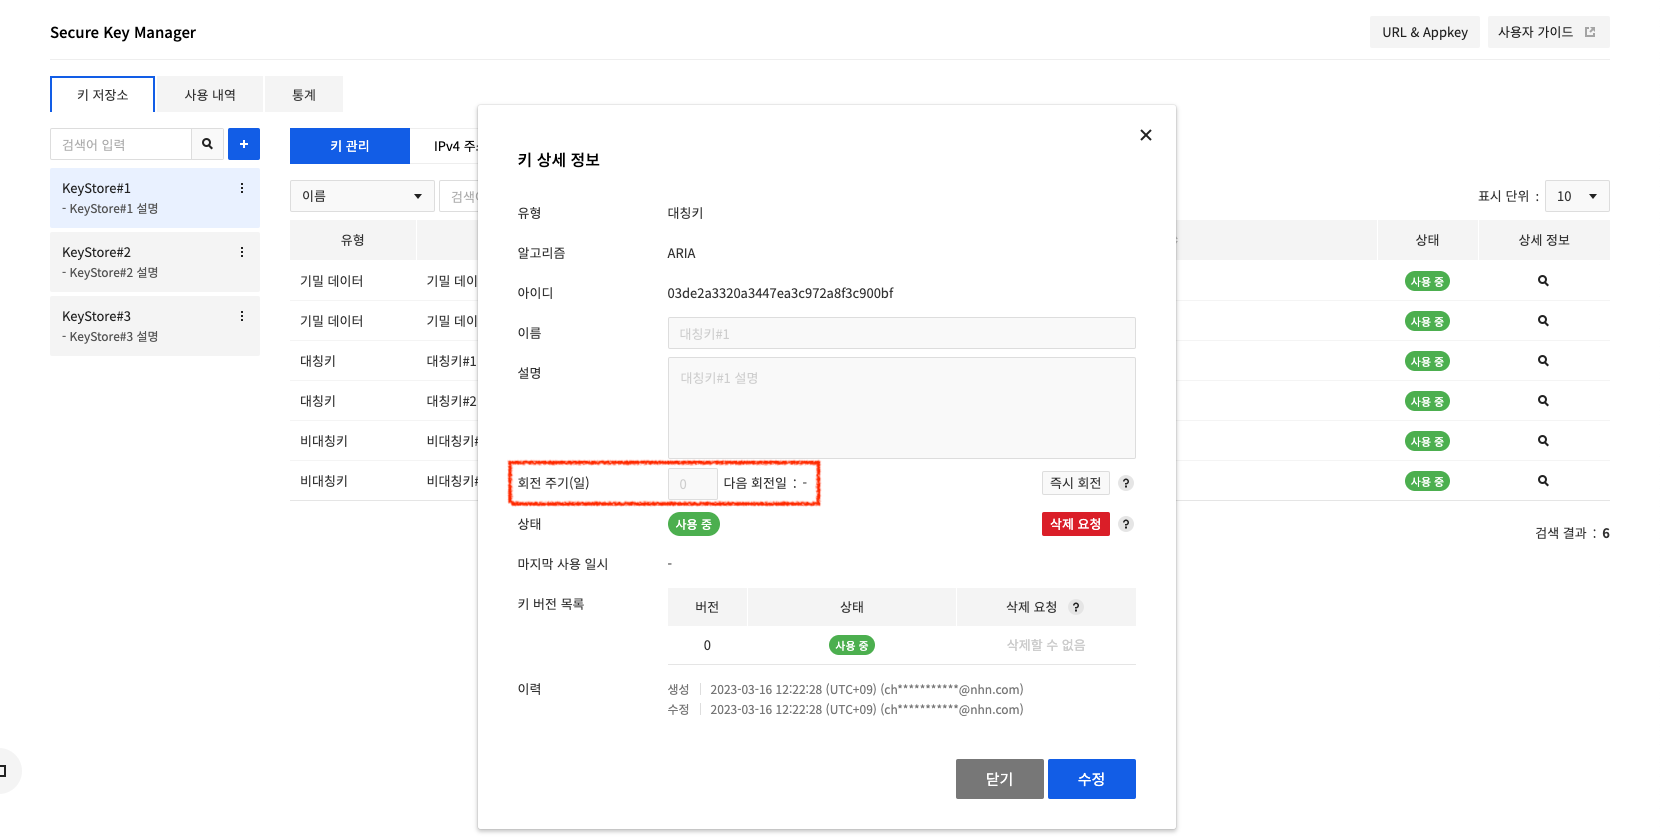 Secure Key Manager
URL & Appkey
사용자 가이드
키 저장소
사용 내역
통계
검색어 입력
+
KeyStore#1
- KeyStore#1 설명
KeyStore#2
- KeyStore#2 설명
KeyStore#3
- KeyStore#3 설명
키 관리
IPv4
이름
표시 단위 : 10
유형
상태
상세 정보
기밀 데이터
사용 중
기밀 데이터
사용 중
대칭키 대칭키#1
사용 중
대칭키 대칭키#2
사용 중
비대칭키 비대칭키
사용 중
비대칭키 비대칭키
사용 중
검색 결과 : 6
키 상세 정보
유형 대칭키
알고리즘 ARIA
아이디 03de2a3320a3447ea3c972a8f3c900bf
이름 대칭키#1
설명 대칭키#1 설명
회전 주기(일) 0 다음 회전일 : - 즉시 회전 ?
상태 사용 중 삭제 요청 ?
마지막 사용 일시 -
키 버전 목록 버전 상태 삭제 요청 ?
0 사용 중 삭제할 수 없음
이력 생성 2023-03-16 12:22:28 (UTC+09) (ch***********@nhn.com)
수정 2023-03-16 12:22:28 (UTC+09) (ch***********@nhn.com)
닫기 수정